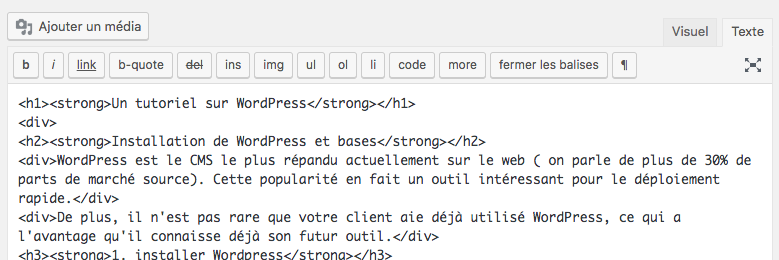 Ajouter un média
Visuel Texte
b i link b-quote del ins img ul ol li code more fermer les balises ¶
<h1><strong>Un tutoriel sur WordPress</strong></h1>
<div>
<h2><strong>Installation de WordPress et bases</strong></h2>
<div>WordPress est le CMS le plus répandu actuellement sur le web ( on parle de plus de 30% de
parts de marché source). Cette popularité en fait un outil intéressant pour le déploiement
rapide.</div>
<div>De plus, il n'est pas rare que votre client aie déjà utilisé WordPress, ce qui a
l'avantage qu'il connaisse déjà son futur outil.</div>
<h3><strong>1. installer Wordpress</strong></h3>